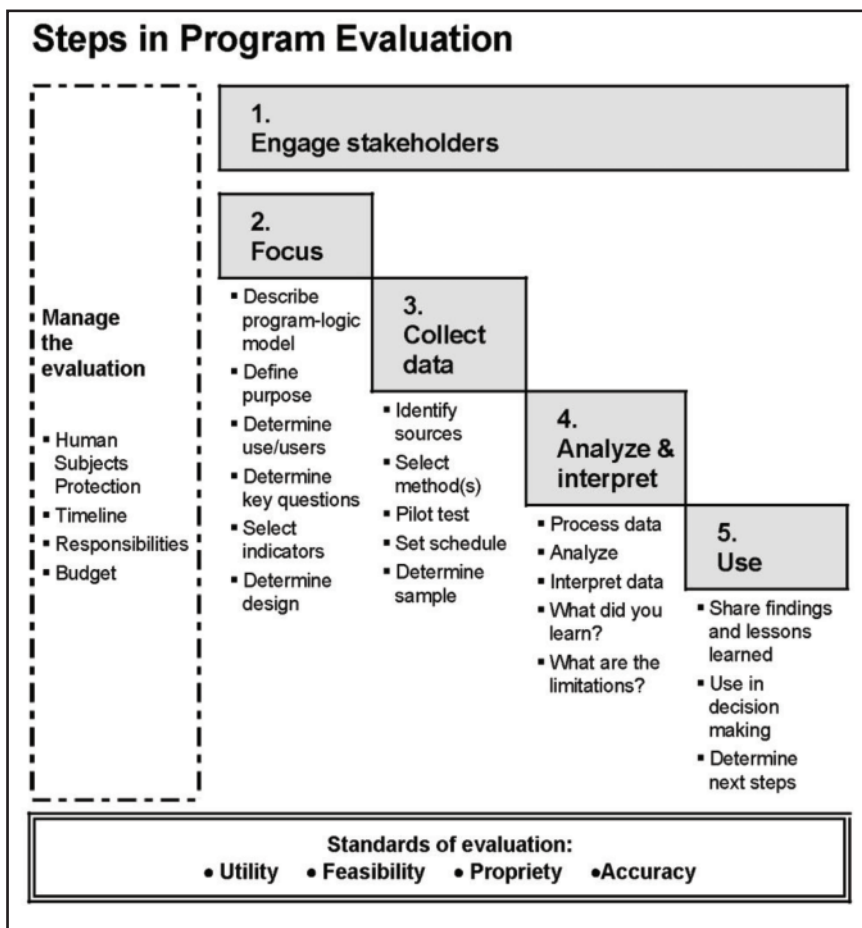 Steps in Program Evaluation
1.
Engage stakeholders
Manage
the
evaluation
▪ Human
Subjects
Protection
▪ Timeline
▪ Responsibilities
▪ Budget
2.
Focus
▪ Describe
program-logic
model
▪ Define
purpose
▪ Determine
use/users
▪ Determine
key questions
▪ Select
indicators
▪ Determine
design
3.
Collect
data
▪ Identify
sources
▪ Select
method(s)
▪ Pilot test
▪ Set schedule
▪ Determine
sample
4.
Analyze &
interpret
▪ Process data
▪ Analyze
▪ Interpret data
▪ What did you
learn?
▪ What are the
limitations?
5.
Use
▪ Share findings
and lessons
learned
▪ Use in
decision
making
▪ Determine
next steps
Standards of evaluation:
● Utility ● Feasibility ● Propriety ●Accuracy